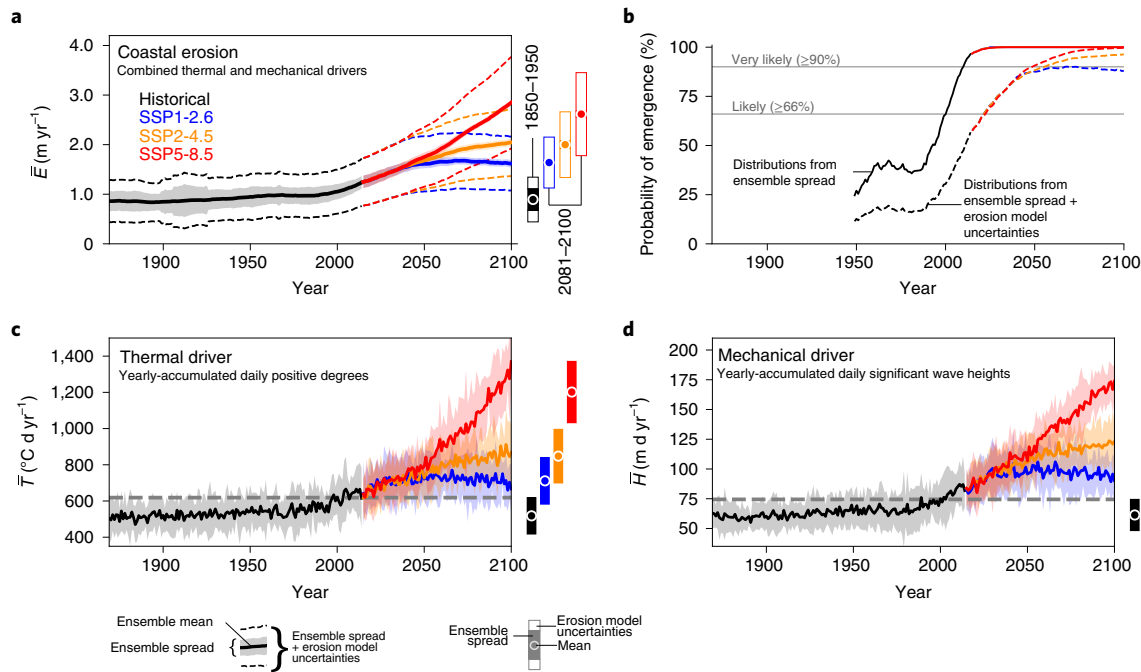 a
Coastal erosion
Combined thermal and mechanical drivers
Historical
SSP1-2.6
SSP2-4.5
SSP5-8.5
E̅ (m yr⁻¹)
4.0
3.0
2.0
1.0
0
1900
1950
2000
2050
2100
Year
1850–1950
2081–2100
b
Probability of emergence (%)
100
75
50
25
0
Very likely (≥90%)
Likely (≥66%)
Distributions from
ensemble spread
Distributions from
ensemble spread +
erosion model
uncertainties
1900
1950
2000
2050
2100
Year
c
Thermal driver
Yearly-accumulated daily positive degrees
T̅ (°C d yr⁻¹)
1,400
1,200
1,000
800
600
400
1900
1950
2000
2050
2100
Year
d
Mechanical driver
Yearly-accumulated daily significant wave heights
H̅ (m d yr⁻¹)
200
175
150
125
100
75
50
1900
1950
2000
2050
2100
Year
Ensemble mean
Ensemble spread
Ensemble spread
+ erosion model
uncertainties
Ensemble
spread
Erosion model
uncertainties
Mean